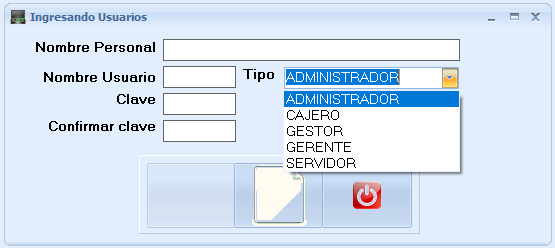 Ingresando Usuarios
Nombre Personal
Nombre Usuario Tipo ADMINISTRADOR
Clave ADMINISTRADOR
CAJERO
Confirmar clave GESTOR
GERENTE
SERVIDOR